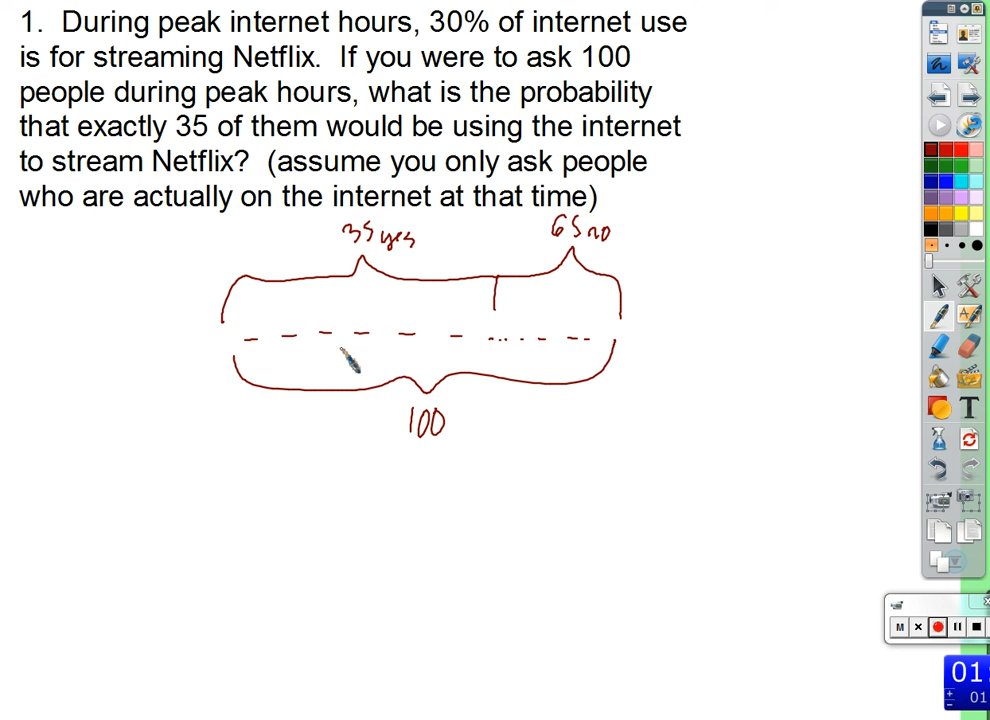 1. During peak internet hours, 30% of internet use
is for streaming Netflix. If you were to ask 100
people during peak hours, what is the probability
that exactly 35 of them would be using the internet
to stream Netflix? (assume you only ask people
who are actually on the internet at that time)
35 yes 65 no
100
T
M
01
01